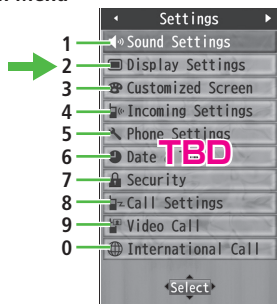 Settings
1 Sound Settings
2 Display Settings
3 Customized Screen
4 Incoming Settings
5 Phone Settings
6 Date
TBD
7 Security
8 Call Settings
9 Video Call
0 International Call
Select